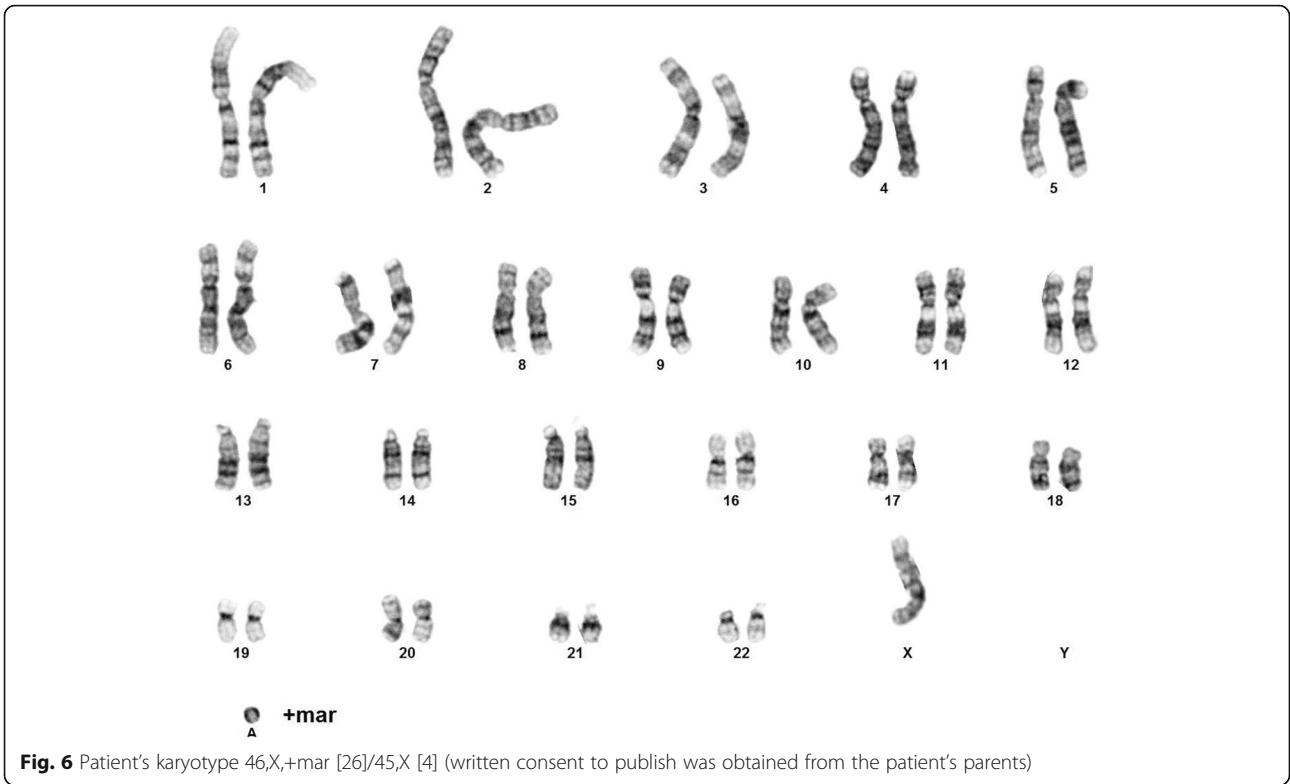 1 2 3 4 5
6 7 8 9 10 11 12
13 14 15 16 17 18
19 20 21 22 X Y
+mar
A
Fig. 6 Patient's karyotype 46,X,+mar [26]/45,X [4] (written consent to publish was obtained from the patient's parents)